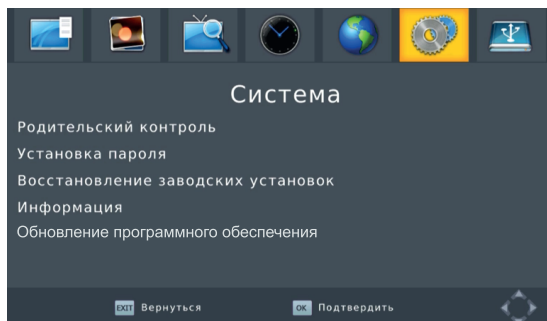 Система
Родительский контроль
Установка пароля
Восстановление заводских установок
Информация
Обновление программного обеспечения
EXIT Вернуться OK Подтвердить